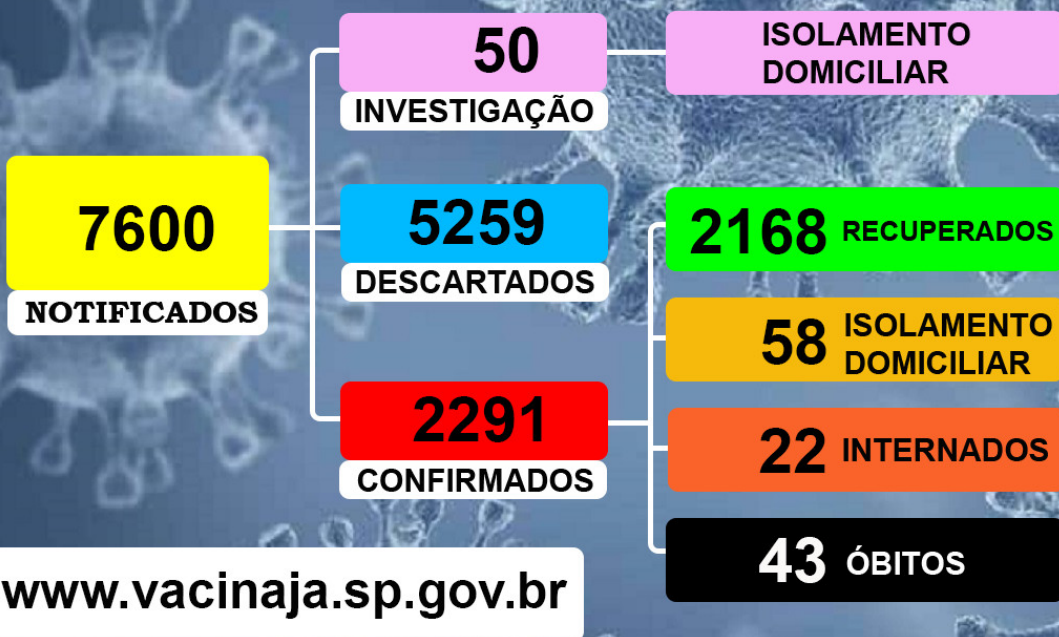 50
INVESTIGAÇÃO
ISOLAMENTO
DOMICILIAR
7600
NOTIFICADOS
5259
DESCARTADOS
2291
CONFIRMADOS
2168 RECUPERADOS
58 ISOLAMENTO
DOMICILIAR
22 INTERNADOS
43 ÓBITOS
www.vacinaja.sp.gov.br